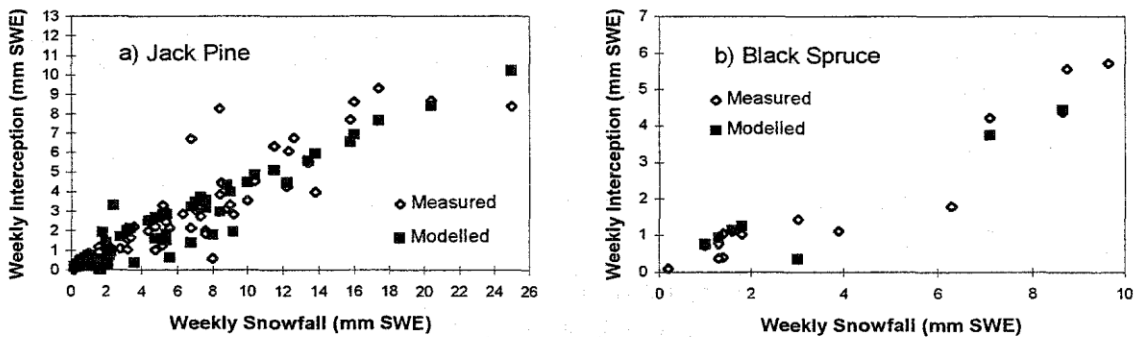 a) Jack Pine
Weekly Interception (mm SWE)
13
12
11
10
9
8
7
6
5
4
3
2
1
0
Measured
Modelled
0 2 4 6 8 10 12 14 16 18 20 22 24 26
Weekly Snowfall (mm SWE)
b) Black Spruce
Weekly Interception (mm SWE)
7
6
5
4
3
2
1
0
Measured
Modelled
0 2 4 6 8 10
Weekly Snowfall (mm SWE)